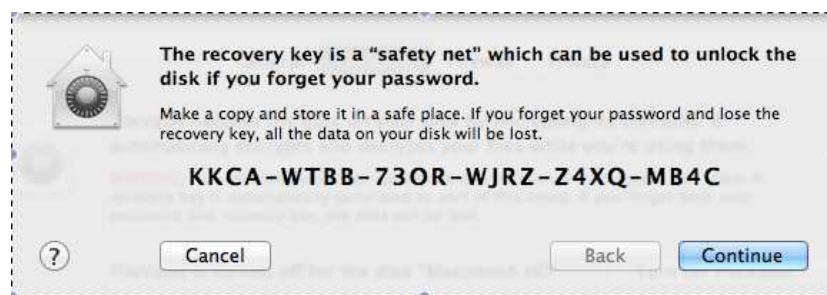 The recovery key is a “safety net” which can be used to unlock the
disk if you forget your password.
Make a copy and store it in a safe place. If you forget your password and lose the
recovery key, all the data on your disk will be lost.
KKCA-WTBB-73OR-WJRZ-Z4XQ-MB4C
?
Cancel
Back
Continue